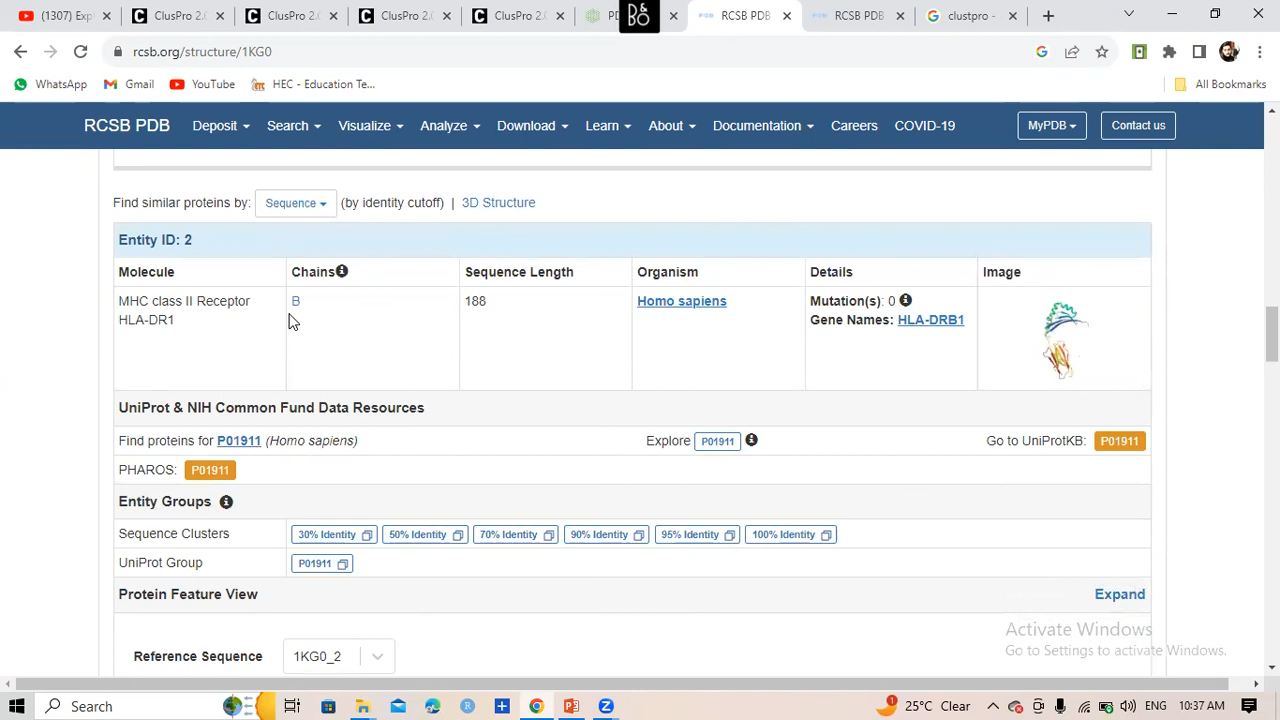 (1307) Exp
ClusPro 2.
ClusPro 2.
ClusPro 2.
ClusPro 2.
B&O
RCSB PDB
RCSB PDB
clustpro -
rcsb.org/structure/1KG0
WhatsApp Gmail YouTube HEC - Education Te... All Bookmarks
RCSB PDB Deposit Search Visualize Analyze Download Learn About Documentation Careers COVID-19 MyPDB Contact us
Find similar proteins by: Sequence (by identity cutoff) | 3D Structure
Entity ID: 2
Molecule Chains Sequence Length Organism Details Image
MHC class II Receptor B 188 Homo sapiens Mutation(s): 0
HLA-DR1 Gene Names: HLA-DRB1
UniProt & NIH Common Fund Data Resources
Find proteins for P01911 (Homo sapiens) Explore P01911 Go to UniProtKB: P01911
PHAROS: P01911
Entity Groups
Sequence Clusters 30% Identity 50% Identity 70% Identity 90% Identity 95% Identity 100% Identity
UniProt Group P01911
Protein Feature View Expand
Activate Windows
Go to Settings to activate Windows.
Reference Sequence 1KG0_2
Search 1 25°C Clear 10:37 AM